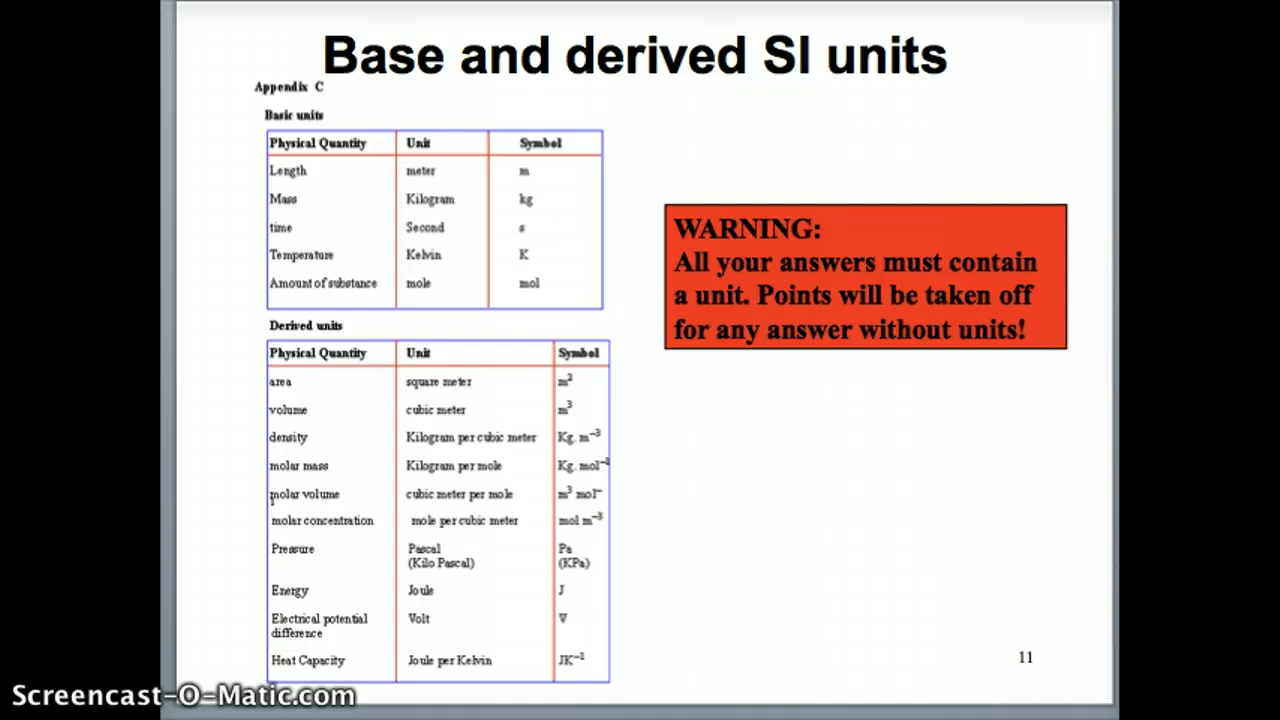 Base and derived SI units
Appendix C
Basic units
Physical Quantity Unit Symbol
Length meter m
Mass Kilogram kg
time Second s
Temperature Kelvin K
Amount of substance mole mol
WARNING:
All your answers must contain
a unit. Points will be taken off
for any answer without units!
Derived units
Physical Quantity Unit Symbol
area square meter m²
volume cubic meter m³
density Kilogram per cubic meter Kg. m⁻³
molar mass Kilogram per mole Kg. mol⁻¹
molar volume cubic meter per mole m³ mol⁻
1
molar concentration mole per cubic meter mol m⁻³
Pressure Pascal Pa
(Kilo Pascal) (KPa)
Energy Joule J
Electrical potential Volt V
difference
Heat Capacity Joule per Kelvin JK⁻¹
11
Screencast-O-Matic.com